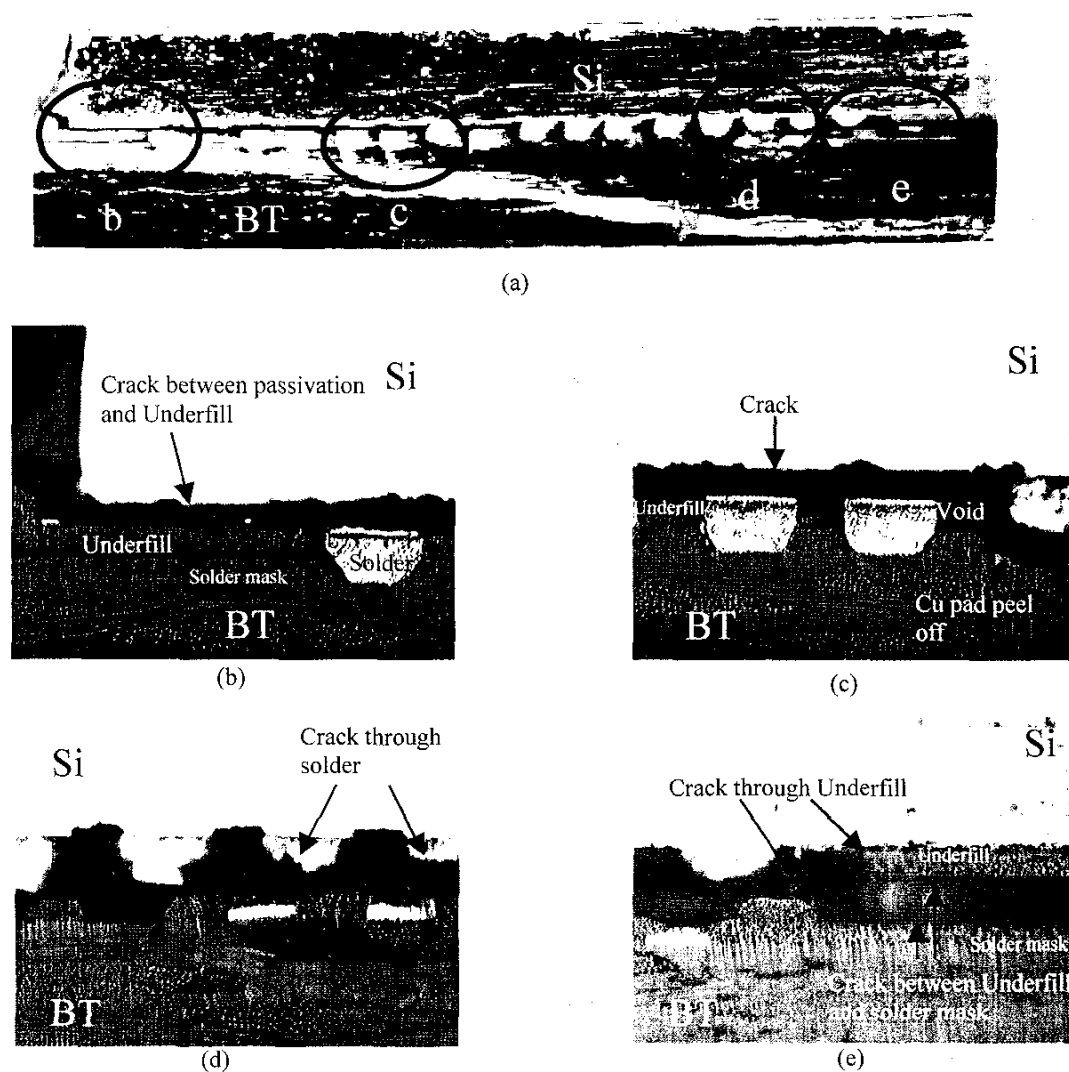 Si
b
BT
c
d
e
(a)
Crack between passivation
and Underfill
Si
Underfill
Solder
Solder mask
BT
(b)
Si
Crack
Underfill
Void
BT
Cu pad peel
off
(c)
Si
Crack through
solder
BT
(d)
Si
Crack through Underfill
Underfill
Solder mask
Crack between Underfill
and solder mask
BT
(e)